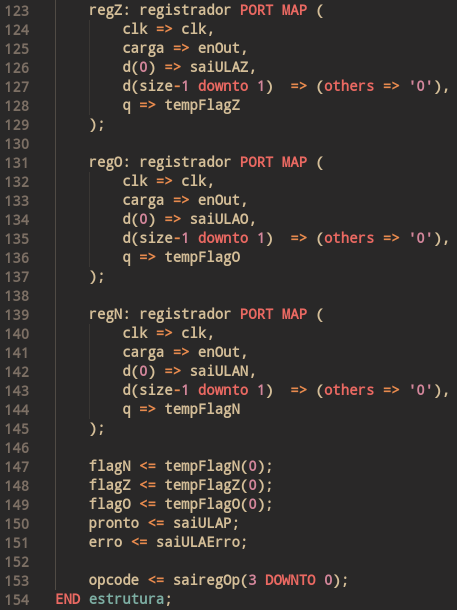 123 regZ: registrador PORT MAP (
124 clk => clk,
125 carga => enOut,
126 d(0) => saiULAZ,
127 d(size-1 downto 1)  => (others => '0'),
128 q => tempFlagZ
129 );
130
131 regO: registrador PORT MAP (
132 clk => clk,
133 carga => enOut,
134 d(0) => saiULAO,
135 d(size-1 downto 1)  => (others => '0'),
136 q => tempFlagO
137 );
138
139 regN: registrador PORT MAP (
140 clk => clk,
141 carga => enOut,
142 d(0) => saiULAN,
143 d(size-1 downto 1)  => (others => '0'),
144 q => tempFlagN
145 );
146
147 flagN <= tempFlagN(0);
148 flagZ <= tempFlagZ(0);
149 flagO <= tempFlagO(0);
150 pronto <= saiULAP;
151 erro <= saiULAErro;
152
153 opcode <= sairegOp(3 DOWNTO 0);
154 END estrutura;